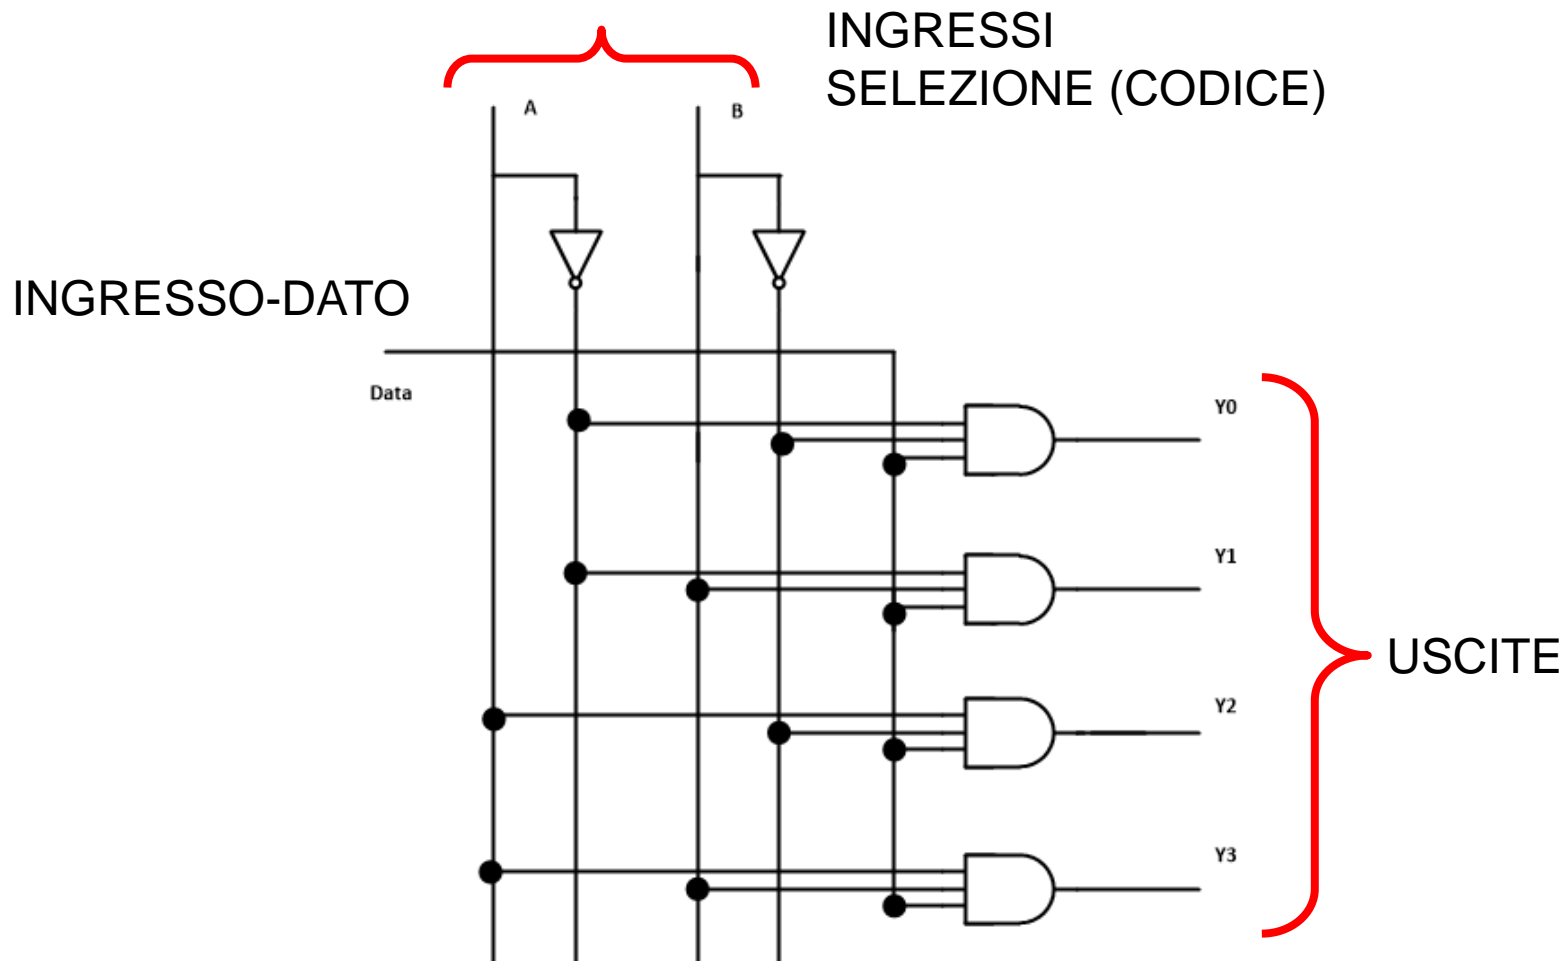 INGRESSI
SELEZIONE (CODICE)
A
B
INGRESSO-DATO
Data
Y0
Y1
USCITE
Y2
Y3